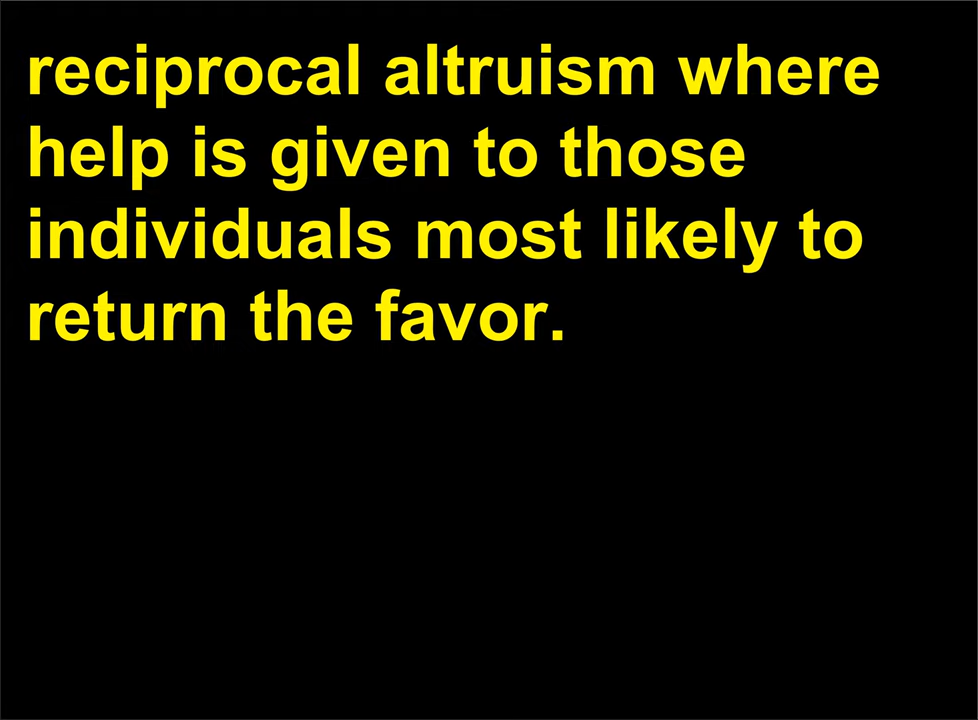 reciprocal altruism where
help is given to those
individuals most likely to
return the favor.